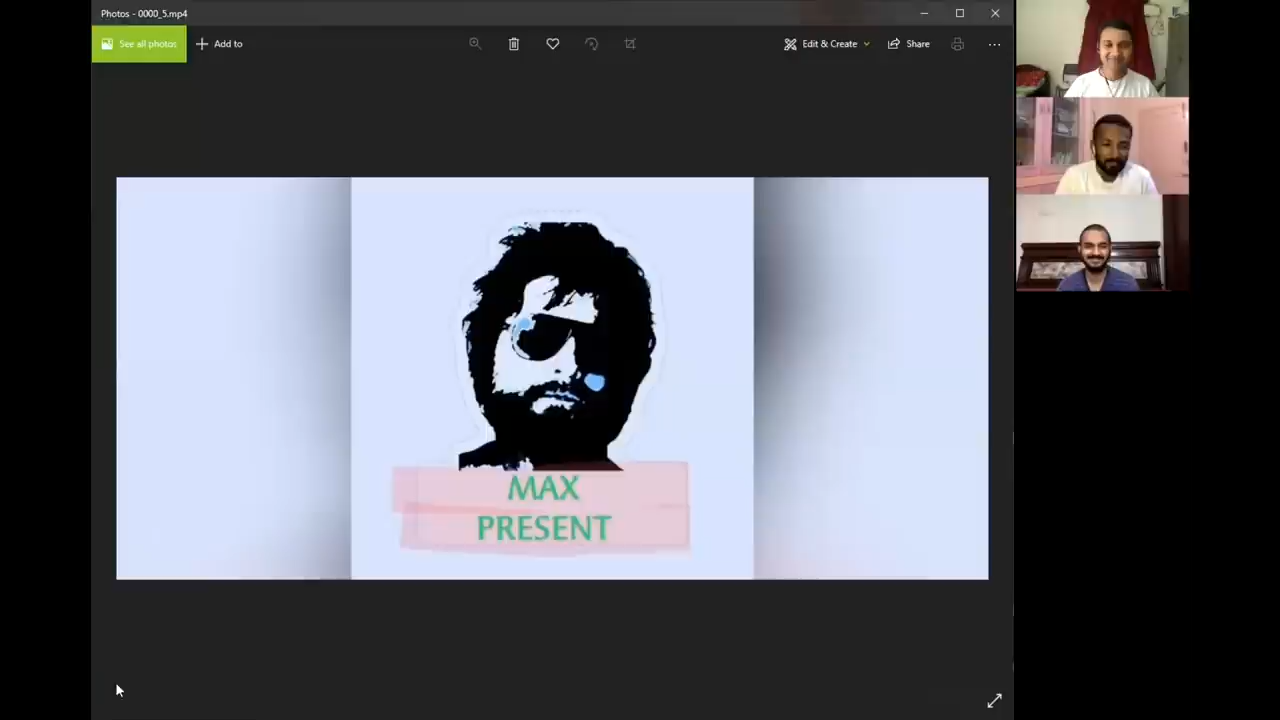 Photos - 0000_5.mp4
See all photos
Add to
Edit & Create
Share
MAX
PRESENT